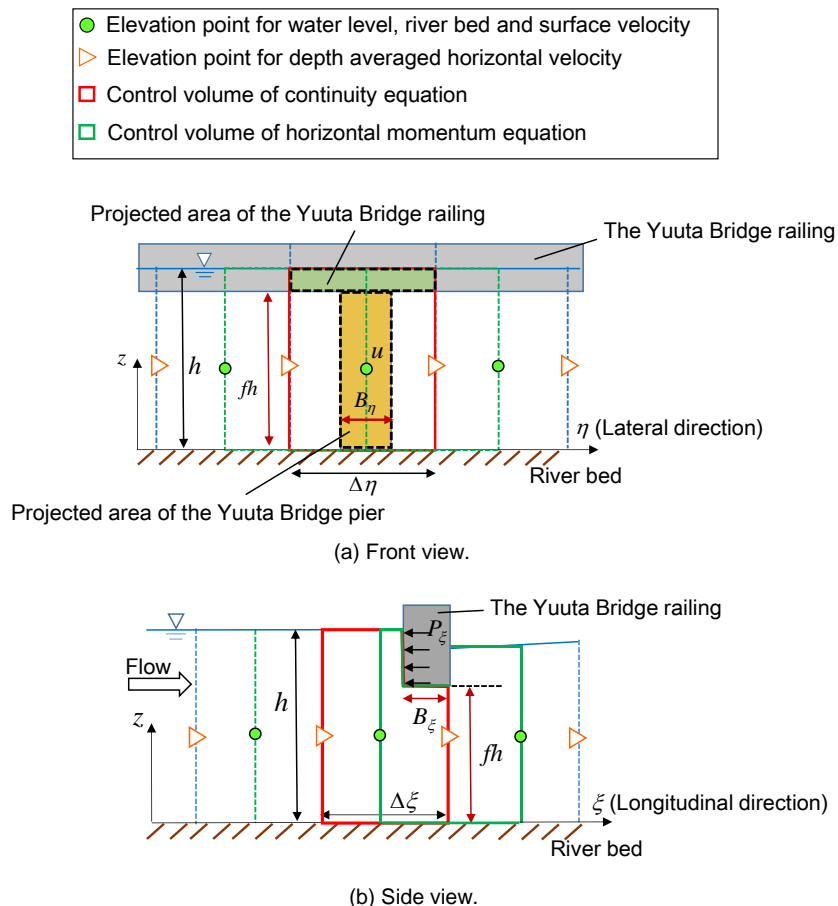 Elevation point for water level, river bed and surface velocity
Elevation point for depth averaged horizontal velocity
Control volume of continuity equation
Control volume of horizontal momentum equation
Projected area of the Yuuta Bridge railing
The Yuuta Bridge railing
z
h
fh
u
B_η
η (Lateral direction)
Δη
River bed
Projected area of the Yuuta Bridge pier
(a) Front view.
The Yuuta Bridge railing
P_ξ
Flow
h
B_ξ
z
fh
Δξ
ξ (Longitudinal direction)
River bed
(b) Side view.